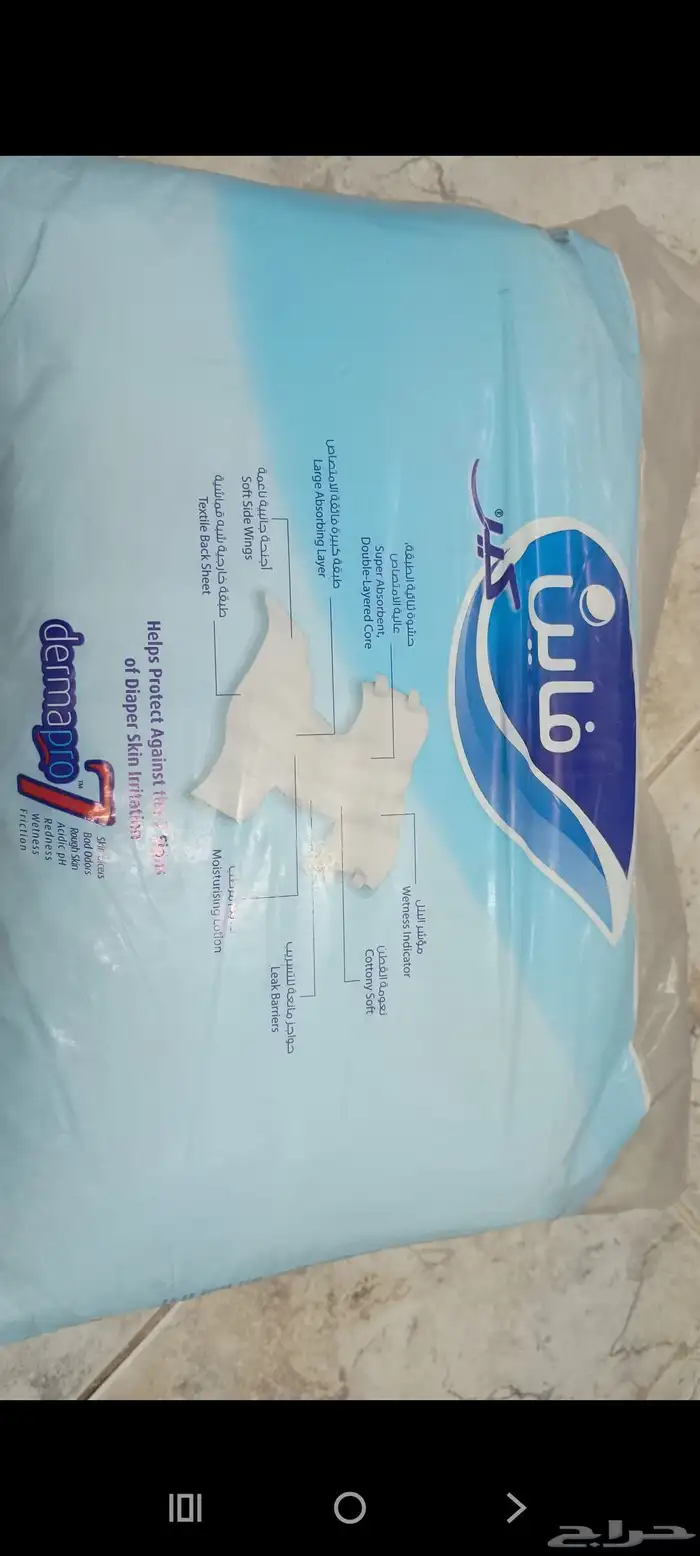 فاين
كير®
حشوة ثنائية الطبقة،
عالية الامتصاص
Super Absorbent,
Double-Layered Core
طبقة كبيرة فائقة الامتصاص
Large Absorbing Layer
أجنحة جانبية ناعمة
Soft Side Wings
طبقة خارجية شبه قماشية
Textile Back Sheet
مؤشر البلل
Wetness Indicator
نعومة القطن
Cottony Soft
حواجز مانعة للتسريب
Leak Barriers
Moisturising Lotion
Helps Protect Against
of Diaper Skin Irritation
dermapro™ 7
Bad Odors
Rough Skin
Acidic pH
Redness
Wetness
Friction
حراج